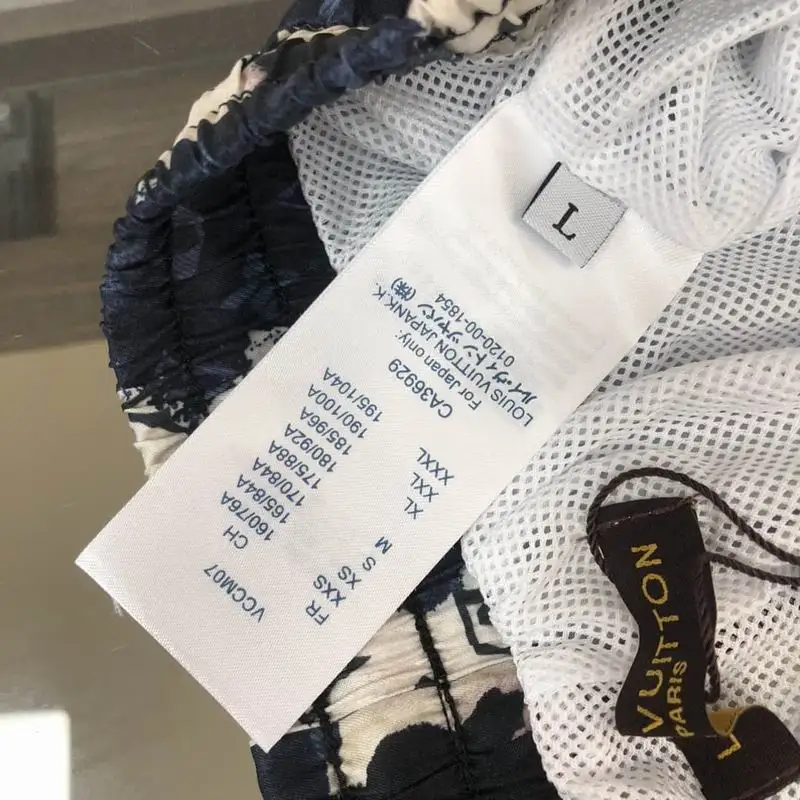 L
VCCM07
FR CH
XXS 160/76A
XS 165/84A
S 170/84A
M 175/88A
180/92A
XL 185/96A
XXL 190/100A
XXXL 195/104A
CA36929
For Japan only:
LOUIS VUITTON JAPANK. K.
ルイ・ヴィトン ジャパン (株)
0120-00-1854
VUITTON
PARIS